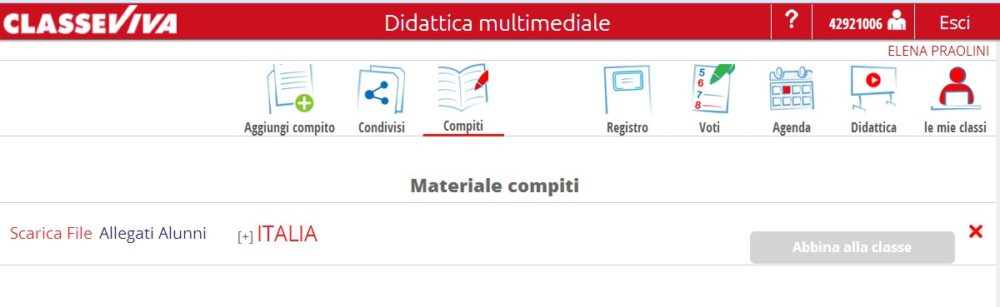 CLASSEVIVA Didattica multimediale ? 42921006 Esci
ELENA PRAOLINI
5
6
7
8
Aggiungi compito Condivisi Compiti Registro Voti Agenda Didattica le mie classi
Materiale compiti
Scarica File Allegati Alunni [+] ITALIA
Abbina alla classe